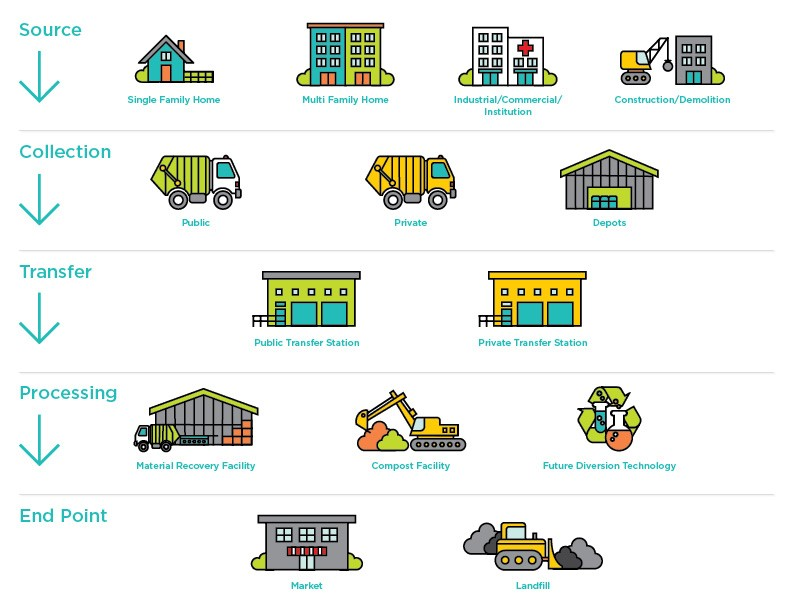 Source
Single Family Home
Multi Family Home
Industrial/Commercial/
Institution
Construction/Demolition
Collection
Public
Private
Depots
Transfer
Public Transfer Station
Private Transfer Station
Processing
Material Recovery Facility
Compost Facility
Future Diversion Technology
End Point
Market
Landfill